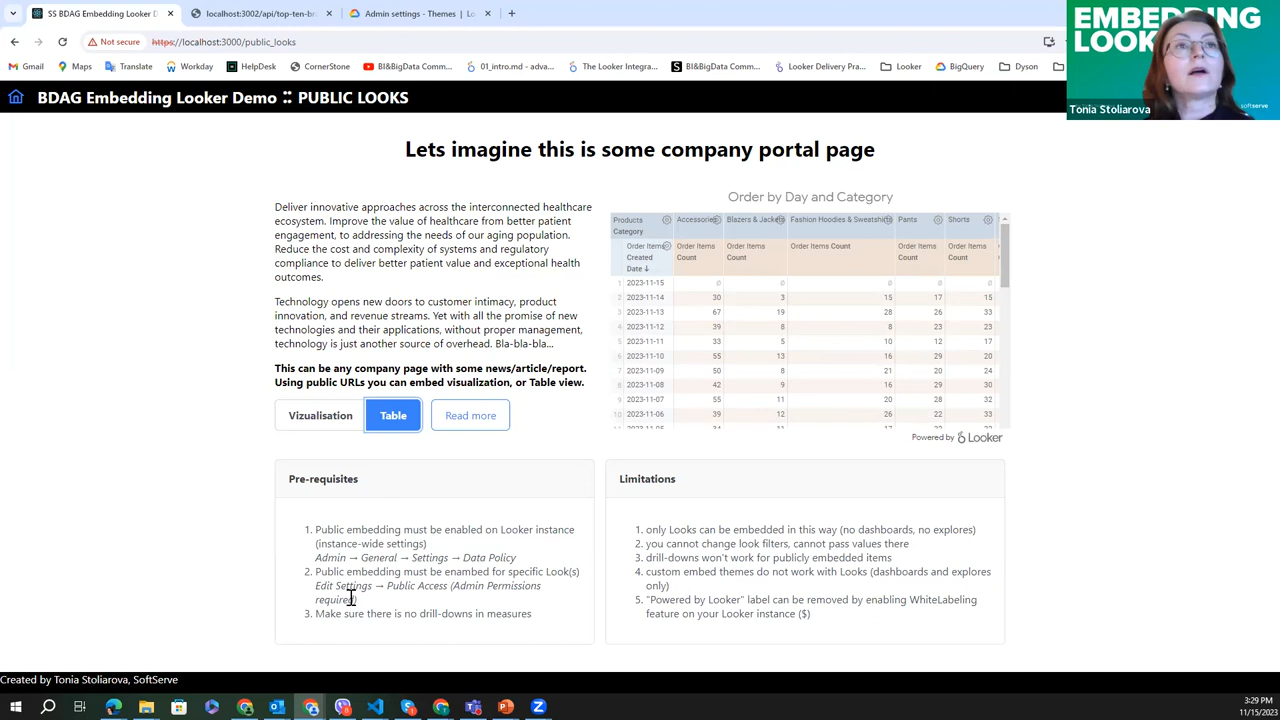 SS BDAG Embedding Looker D
localhost:3002/api/top-ten-br
Admin settings - Themes | Lo
Not secure
https://localhost:3000/public_looks
Gmail
Maps
Translate
Workday
HelpDesk
CornerStone
BI&BigData Comm...
01_intro.md - adva...
The Looker Integra...
BI&BigData Comm...
Looker Delivery Pra...
Looker
BigQuery
Dyson
EMBEDDING
LOOK
softserve
Tonia Stoliarova
BDAG Embedding Looker Demo :: PUBLIC LOOKS
Lets imagine this is some company portal page
Deliver innovative approaches across the interconnected healthcare
ecosystem. Improve the value of healthcare from better patient
engagement, to addressing the needs of our aging population.
Reduce the cost and complexity of systems and regulatory
compliance to deliver better patient value and exceptional health
outcomes.
Technology opens new doors to customer intimacy, product
innovation, and revenue streams. Yet with all the promise of new
technologies and their applications, without proper management,
technology is just another source of overhead. Bla-bla-bla...
This can be any company page with some news/article/report.
Using public URLs you can embed visualization, or Table view.
Vizualisation
Table
Read more
Order by Day and Category
Products Category Accessories Blazers & Jackets Fashion Hoodies & Sweatshirts Pants Shorts
Order Items Created Date ↓ Order Items Count Order Items Count Order Items Count Order Items Count Order Items Count
1 2023-11-15 ∅ ∅ ∅ ∅ ∅
2 2023-11-14 30 3 15 17 15
3 2023-11-13 67 19 28 26 33
4 2023-11-12 39 8 8 23 23
5 2023-11-11 33 5 10 12 17
6 2023-11-10 55 13 16 29 20
7 2023-11-09 50 8 21 20 24
8 2023-11-08 42 9 16 29 30
9 2023-11-07 55 11 20 28 32
10 2023-11-06 39 12 26 22 33
Powered by Looker
Pre-requisites
1. Public embedding must be enabled on Looker instance
(instance-wide settings)
Admin → General → Settings → Data Policy
2. Public embedding must be enambed for specific Look(s)
Edit Settings → Public Access (Admin Permissions
required)
3. Make sure there is no drill-downs in measures
Limitations
1. only Looks can be embedded in this way (no dashboards, no explores)
2. you cannot change look filters, cannot pass values there
3. drill-downs won't work for publicly embedded items
4. custom embed themes do not work with Looks (dashboards and explores
only)
5. "Powered by Looker" label can be removed by enabling WhiteLabeling
feature on your Looker instance ($)
Created by Tonia Stoliarova, SoftServe
3:29 PM
11/15/2023